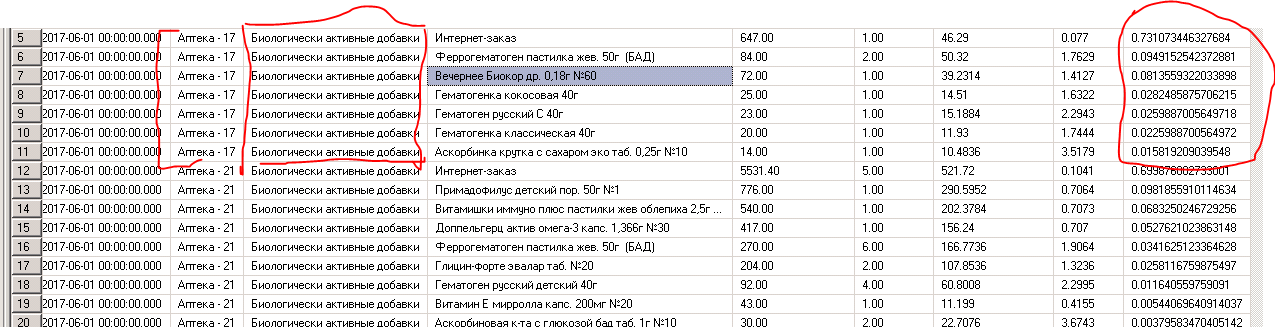 5 2017-06-01 00:00:00.000 Аптека - 17 Биологически активные добавки Интернет-заказ 647.00 1.00 46.29 0.077 0.731073446327684
6 2017-06-01 00:00:00.000 Аптека - 17 Биологически активные добавки Феррогематоген пастилка жев. 50г (БАД) 84.00 2.00 50.32 1.7629 0.0949152542372881
7 2017-06-01 00:00:00.000 Аптека - 17 Биологически активные добавки Вечернее Биокор др. 0,18г №60 72.00 1.00 39.2314 1.4127 0.0813559322033898
8 2017-06-01 00:00:00.000 Аптека - 17 Биологически активные добавки Гематогенка кокосовая 40г 25.00 1.00 14.51 1.6322 0.0282485875706215
9 2017-06-01 00:00:00.000 Аптека - 17 Биологически активные добавки Гематоген русский С 40г 23.00 1.00 15.1884 2.2943 0.0259887005649718
10 2017-06-01 00:00:00.000 Аптека - 17 Биологически активные добавки Гематогенка классическая 40г 20.00 1.00 11.93 1.7444 0.0225988700564972
11 2017-06-01 00:00:00.000 Аптека - 17 Биологически активные добавки Аскорбинка крутка с сахаром эко таб. 0,25г №10 14.00 1.00 10.4836 3.5179 0.015819209039548
12 2017-06-01 00:00:00.000 Аптека - 21 Биологически активные добавки Интернет-заказ 5531.40 5.00 521.72 0.1041
13 2017-06-01 00:00:00.000 Аптека - 21 Биологически активные добавки Примадофилус детский пор. 50г №1 776.00 1.00 290.5952 0.7064 0.0981855910114634
14 2017-06-01 00:00:00.000 Аптека - 21 Биологически активные добавки Витамишки иммуно плюс пастилки жев облепиха 2,5г ... 540.00 1.00 202.3784 0.7073 0.0683250246729256
15 2017-06-01 00:00:00.000 Аптека - 21 Биологически активные добавки Доппельгерц актив омега-3 капс. 1,366г №30 417.00 1.00 156.24 0.707 0.0527621023863148
16 2017-06-01 00:00:00.000 Аптека - 21 Биологически активные добавки Феррогематоген пастилка жев. 50г (БАД) 270.00 6.00 166.7736 1.9064 0.0341625123364628
17 2017-06-01 00:00:00.000 Аптека - 21 Биологически активные добавки Глицин-форте эвалар таб. №20 204.00 2.00 107.8536 1.3236 0.0258116759875497
18 2017-06-01 00:00:00.000 Аптека - 21 Биологически активные добавки Гематоген русский детский 40г 92.00 4.00 60.8008 2.2995 0.011640559759091
19 2017-06-01 00:00:00.000 Аптека - 21 Биологически активные добавки Витамин Е мирролла капс. 200мг №20 43.00 1.00 11.199 0.4155 0.00544069640914037
20 2017-06-01 00:00:00.000 Аптека - 21 Биологически активные добавки Аскорбиновая к-та с глюкозой бад таб. 1г №10 30.00 2.00 22.7076 3.6743 0.00379583470405142